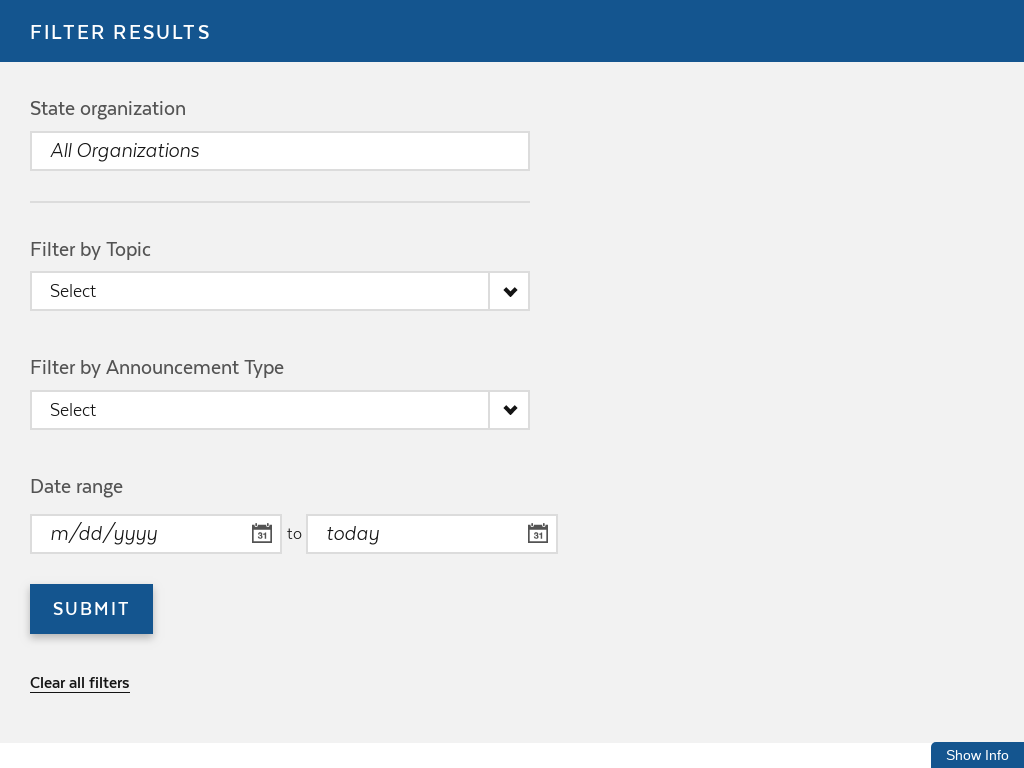 FILTER RESULTS
State organization
All Organizations
Filter by Topic
Select
Filter by Announcement Type
Select
Date range
m/dd/yyyy 31 to today 31
SUBMIT
Clear all filters
Show Info